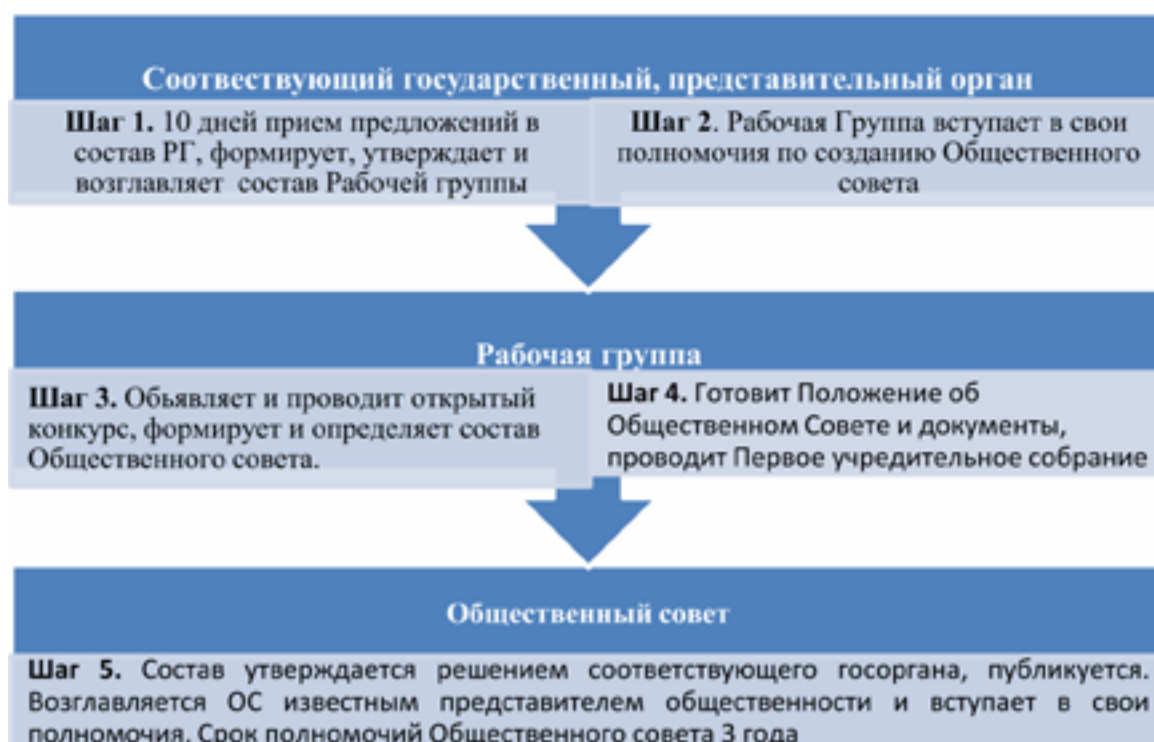 Соотвествующий государственный, представительный орган
Шаг 1. 10 дней прием предложений в
состав РГ, формирует, утверждает и
возглавляет состав Рабочей группы
Шаг 2. Рабочая Группа вступает в свои
полномочия по созданию Общественного
совета
Рабочая группа
Шаг 3. Обьявляет и проводит открытый
конкурс, формирует и определяет состав
Общественного совета.
Шаг 4. Готовит Положение об
Общественном Совете и документы,
проводит Первое учредительное собрание
Общественный совет
Шаг 5. Состав утверждается решением соответствующего госоргана, публикуется.
Возглавляется ОС известным представителем общественности и вступает в свои
полномочия. Срок полномочий Общественного совета 3 года